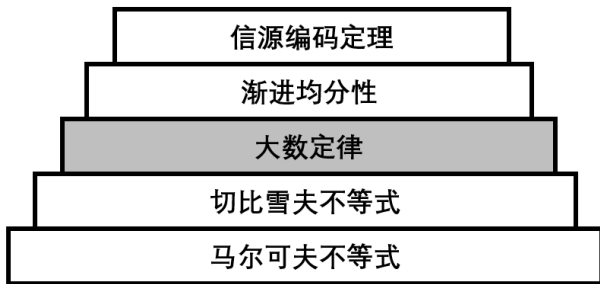 信源编码定理
渐进均分性
大数定律
切比雪夫不等式
马尔可夫不等式